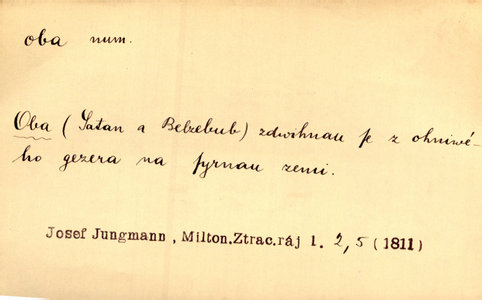 oba num.
Oba (Satan a Belzebub) zdwihnau se z ohniwé-
ho gezera na syrnau zemi.
Josef Jungmann, Milton.Ztrac.ráj 1. 2,5 (1811)